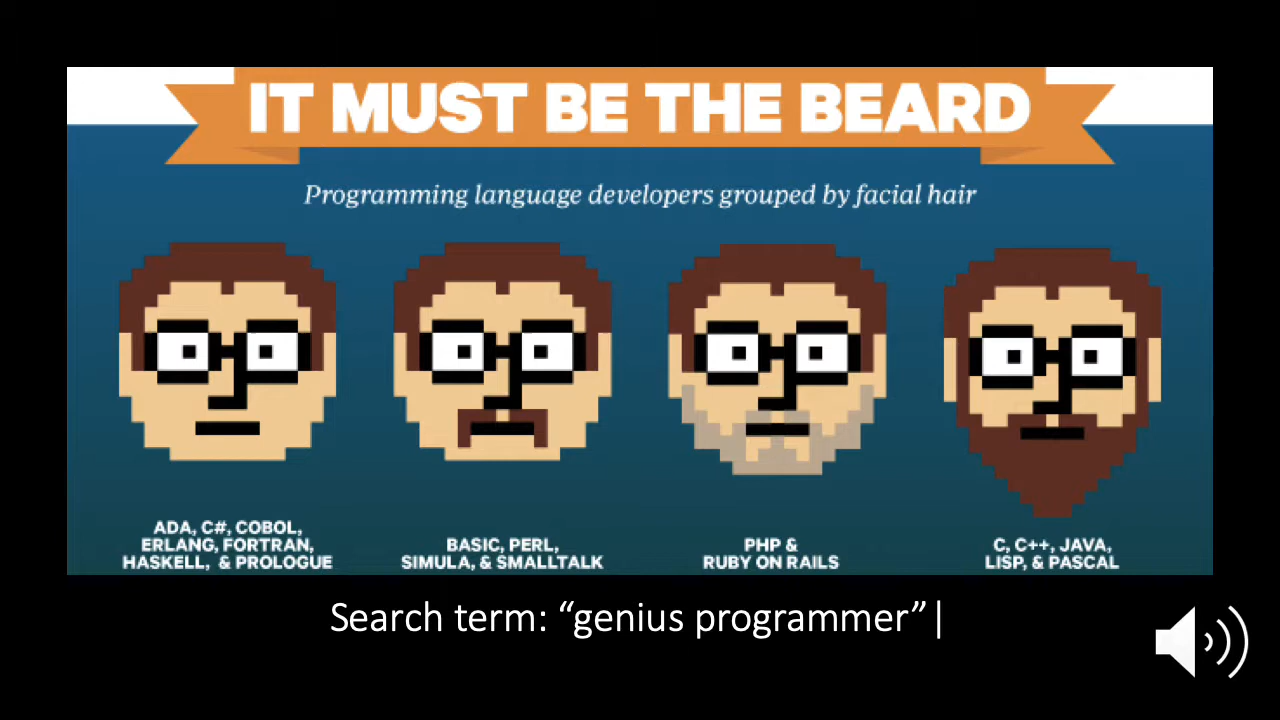 IT MUST BE THE BEARD
Programming language developers grouped by facial hair
ADA, C#, COBOL,
ERLANG, FORTRAN,
HASKELL, & PROLOGUE
BASIC, PERL,
SIMULA, & SMALLTALK
PHP &
RUBY ON RAILS
C, C++, JAVA,
LISP, & PASCAL
Search term: “genius programmer”|